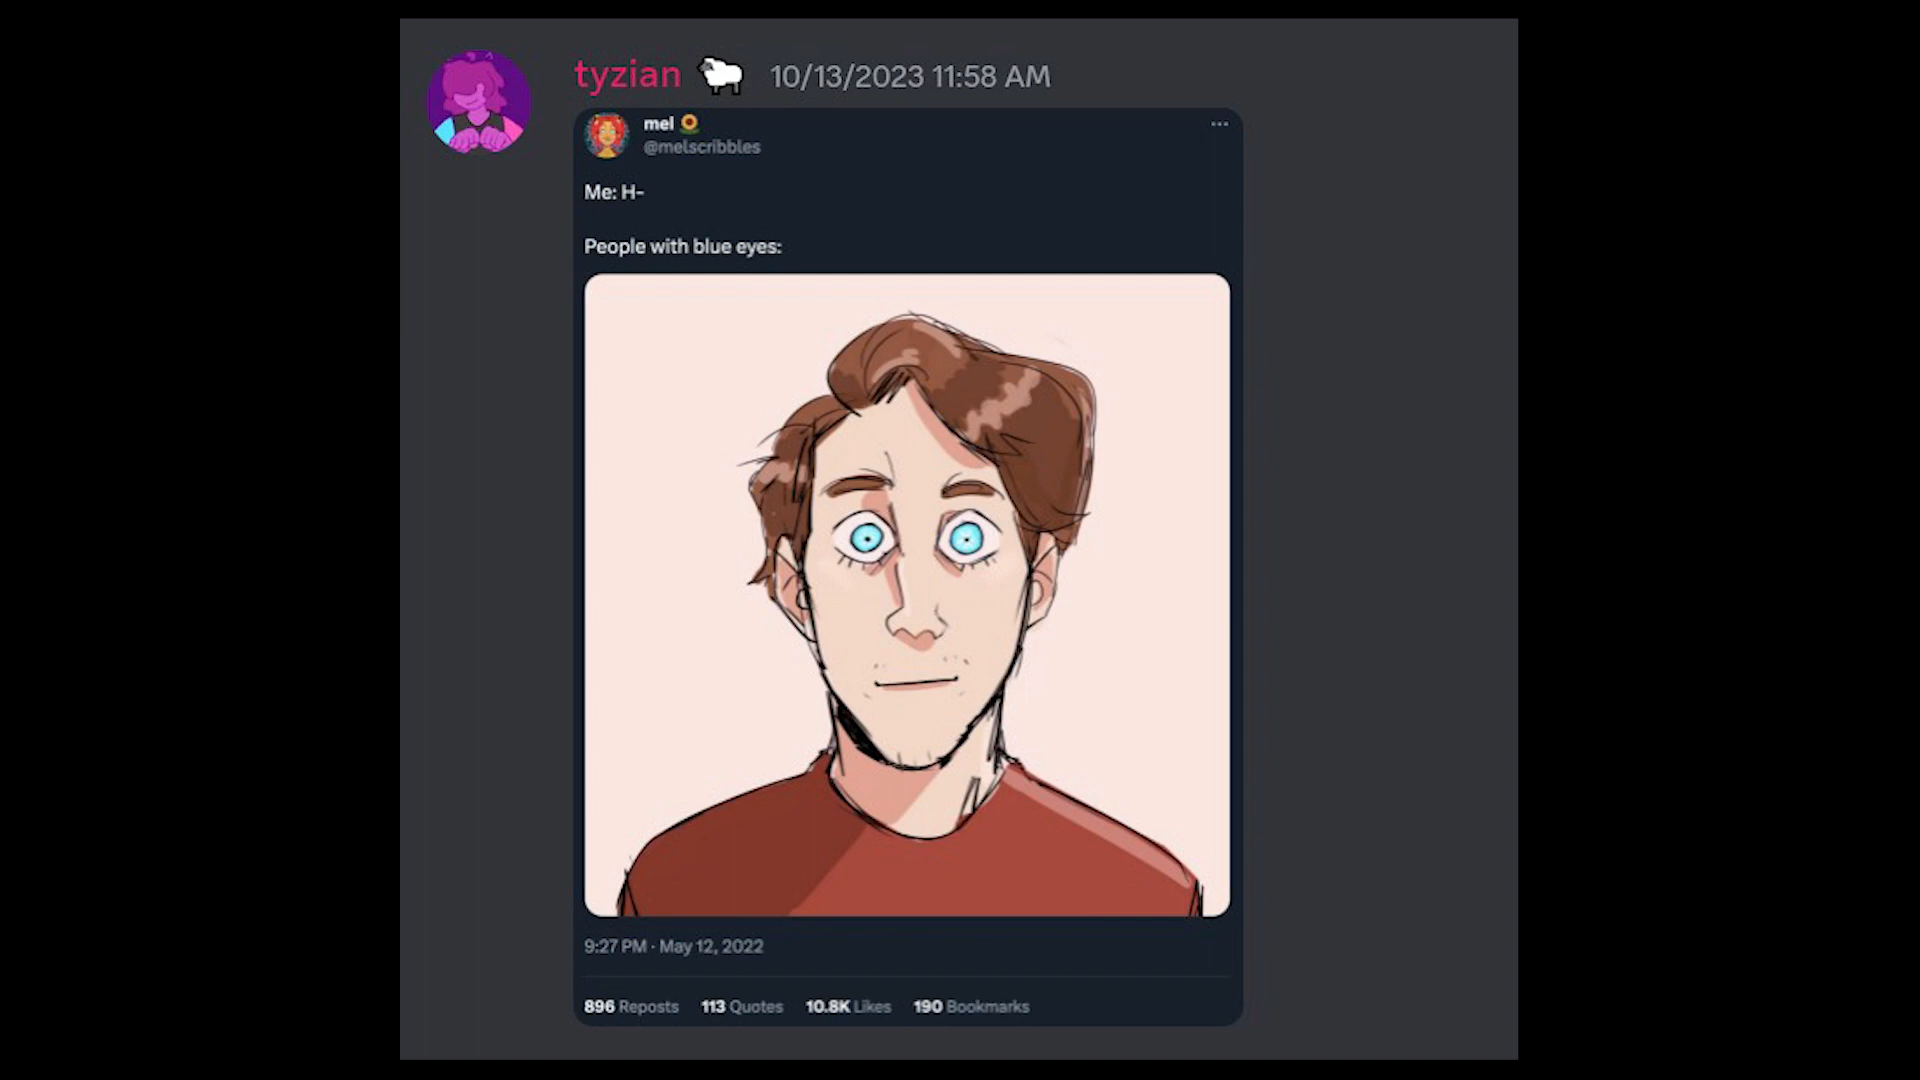 tyzian 10/13/2023 11:58 AM
mel
@melscribbles
Me: H-
People with blue eyes:
9:27 PM · May 12, 2022
896 Reposts 113 Quotes 10.8K Likes 190 Bookmarks